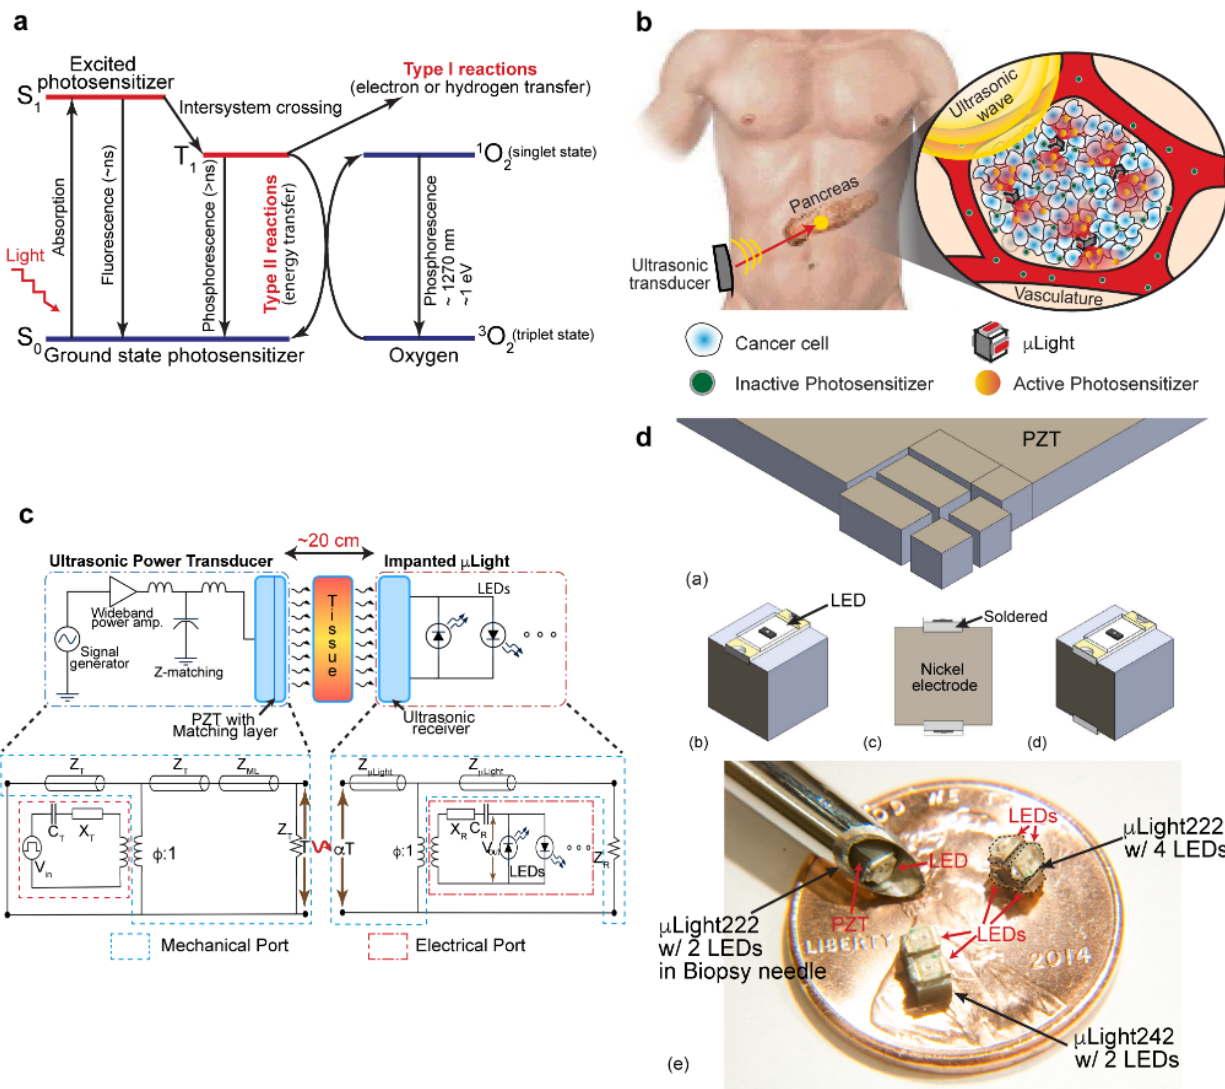 a
Excited
photosensitizer
S1
Intersystem crossing
Type I reactions
(electron or hydrogen transfer)
T1
1O2 (singlet state)
Absorption
Fluorescence (~ns)
Phosphorescence (>ns)
Type II reactions
(energy transfer)
Phosphorescence
~ 1270 nm
~1 eV
Light
S0
Ground state photosensitizer
3O2 (triplet state)
Oxygen
b
Ultrasonic
wave
Pancreas
Ultrasonic
transducer
Vasculature
Cancer cell
μLight
Inactive Photosensitizer
Active Photosensitizer
c
~20 cm
Ultrasonic Power Transducer
Impanted μLight
Wideband
power amp.
Signal
generator
Z-matching
Tissue
LEDs
PZT with
Matching layer
Ultrasonic
receiver
ZT
ZT
ZML
CT
XT
Vin
ϕ:1
ZT
T
αT
ZμLight
ZμLight
ϕ:1
XR
CR
Vout
LEDs
ZR
Mechanical Port
Electrical Port
d
PZT
(a)
LED
Soldered
Nickel
electrode
(b)
(c)
(d)
LEDs
μLight222
w/ 4 LEDs
LED
PZT
LEDs
μLight222
w/ 2 LEDs
in Biopsy needle
LIBERTY
2014
μLight242
w/ 2 LEDs
(e)